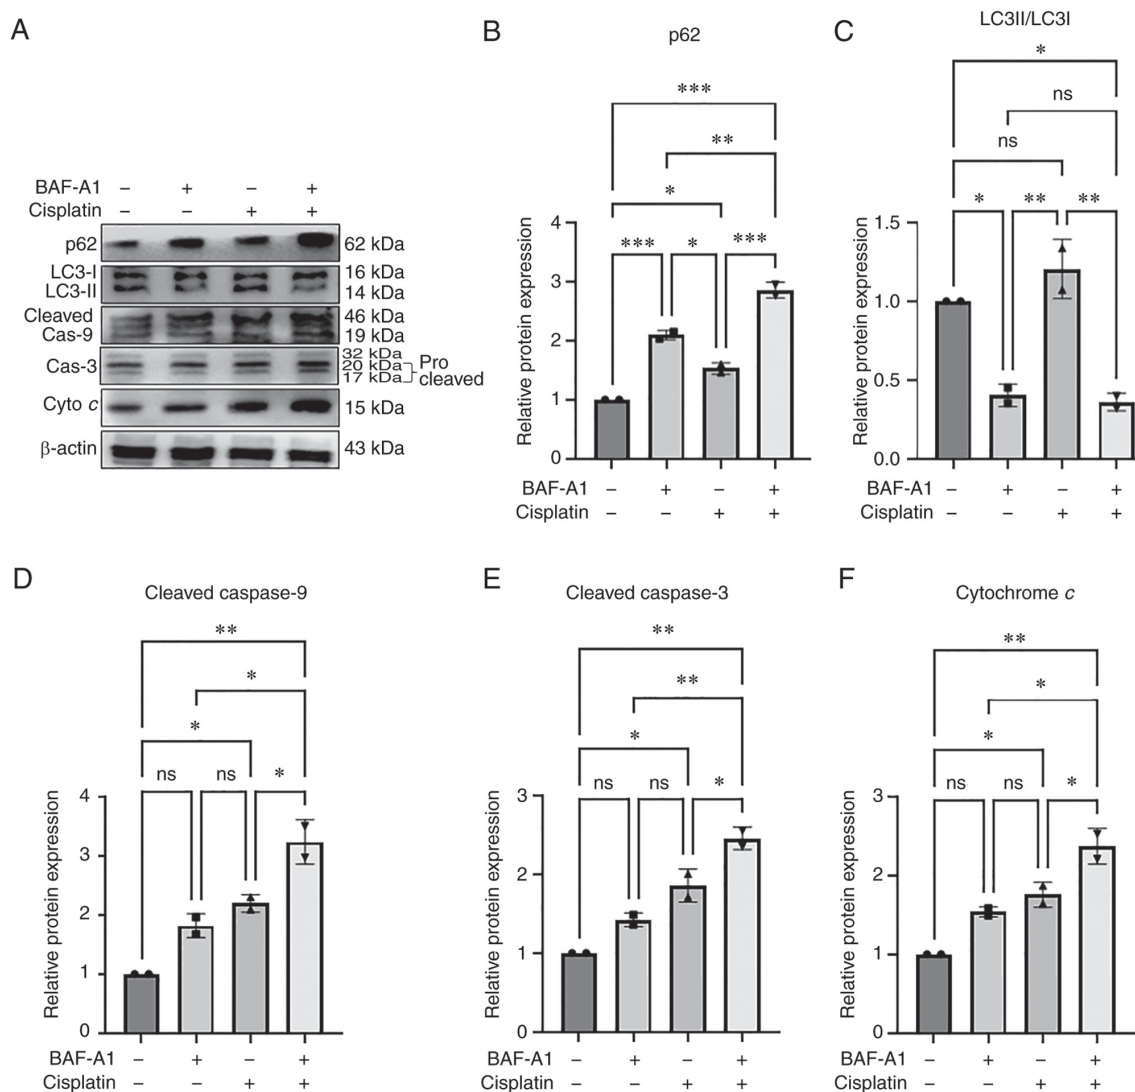 A
BAF-A1 – + – +
Cisplatin – – + +
p62 62 kDa
LC3-I 16 kDa
LC3-II 14 kDa
Cleaved 46 kDa
Cas-9 19 kDa
32 kDa
Cas-3 20 kDa Pro
17 kDa cleaved
Cyto c 15 kDa
β-actin 43 kDa
B
p62
***
**
*
*** * ***
Relative protein expression
4
3
2
1
0
BAF-A1 – + – +
Cisplatin – – + +
C
LC3II/LC3I
*
ns
ns
* ** **
Relative protein expression
1.5
1.0
0.5
0.0
BAF-A1 – + – +
Cisplatin – – + +
D
Cleaved caspase-9
**
*
*
ns ns *
Relative protein expression
4
3
2
1
0
BAF-A1 – + – +
Cisplatin – – + +
E
Cleaved caspase-3
**
**
*
ns ns *
Relative protein expression
3
2
1
0
BAF-A1 – + – +
Cisplatin – – + +
F
Cytochrome c
**
*
*
ns ns *
Relative protein expression
3
2
1
0
BAF-A1 – + – +
Cisplatin – – + +